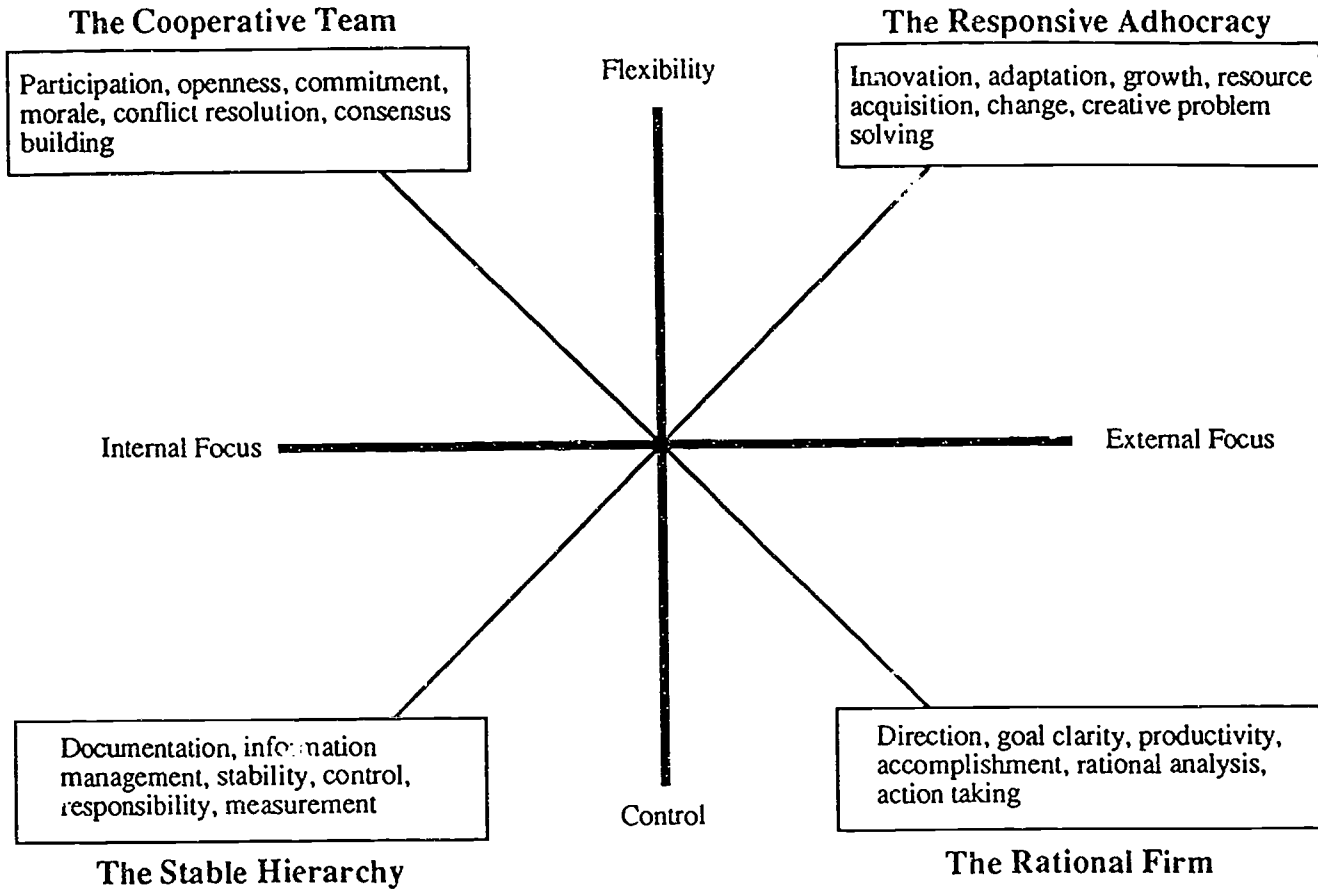 The Cooperative Team
Participation, openness, commitment,
morale, conflict resolution, consensus
building
Flexibility
The Responsive Adhocracy
Innovation, adaptation, growth, resource
acquisition, change, creative problem
solving
Internal Focus
External Focus
Documentation, information
management, stability, control,
responsibility, measurement
The Stable Hierarchy
Control
Direction, goal clarity, productivity,
accomplishment, rational analysis,
action taking
The Rational Firm